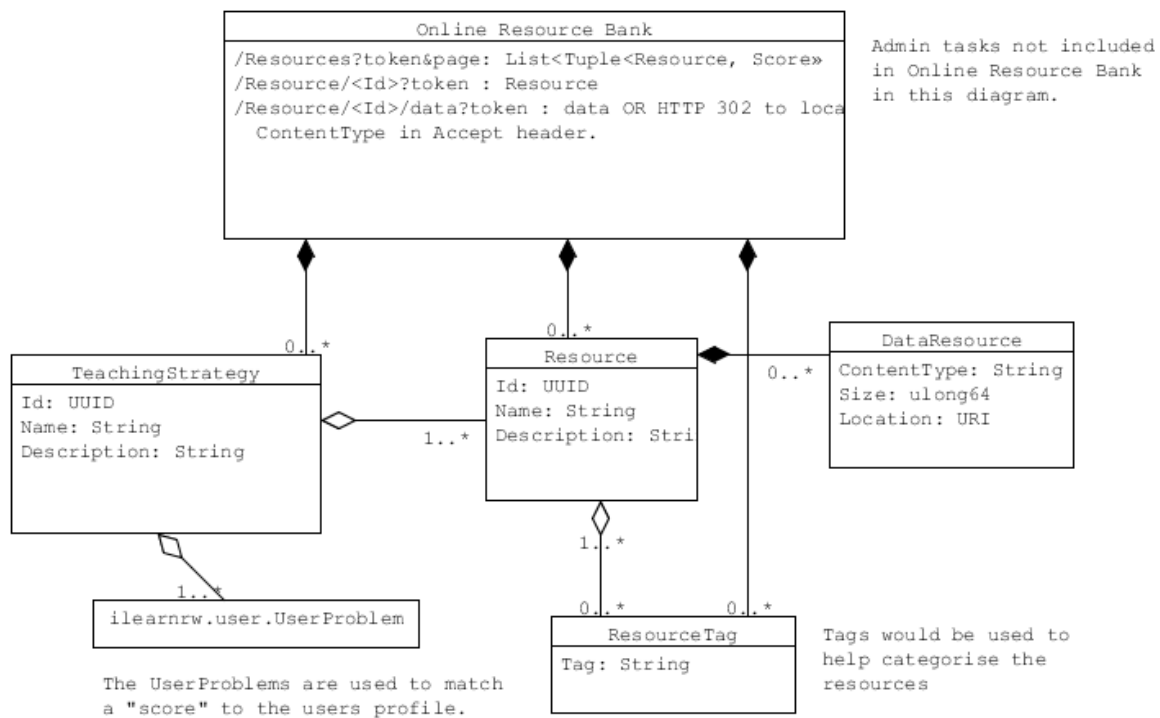 Online Resource Bank
/Resources?token&page: List<Tuple<Resource, Score»
/Resource/<Id>?token : Resource
/Resource/<Id>/data?token : data OR HTTP 302 to loca
ContentType in Accept header.
Admin tasks not included
in Online Resource Bank
in this diagram.
0..*
0..*
TeachingStrategy
Id: UUID
Name: String
Description: String
1..*
Resource
Id: UUID
Name: String
Description: Stri
0..*
DataResource
ContentType: String
Size: ulong64
Location: URI
1..*
1..*
ilearnrw.user.UserProblem
The UserProblems are used to match
a "score" to the users profile.
0..*
0..*
ResourceTag
Tag: String
Tags would be used to
help categorise the
resources